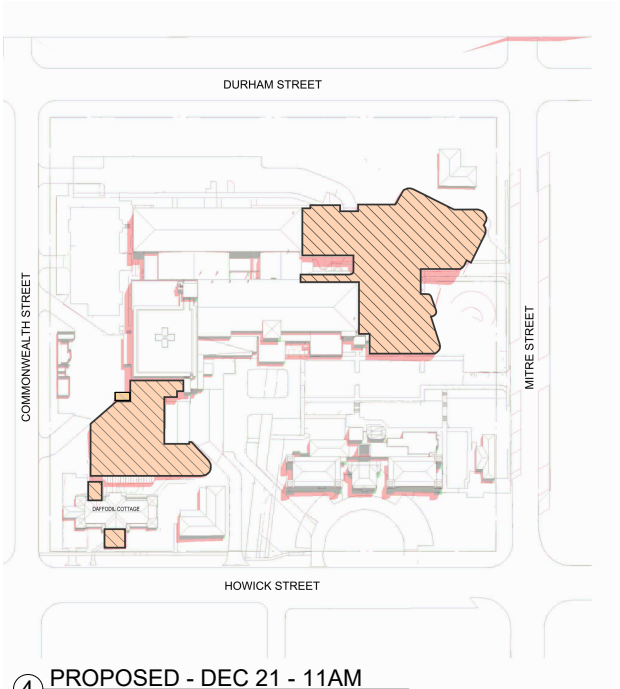 DURHAM STREET
COMMONWEALTH STREET
MITRE STREET
DAFFODIL COTTAGE
HOWICK STREET
4 PROPOSED - DEC 21 - 11AM